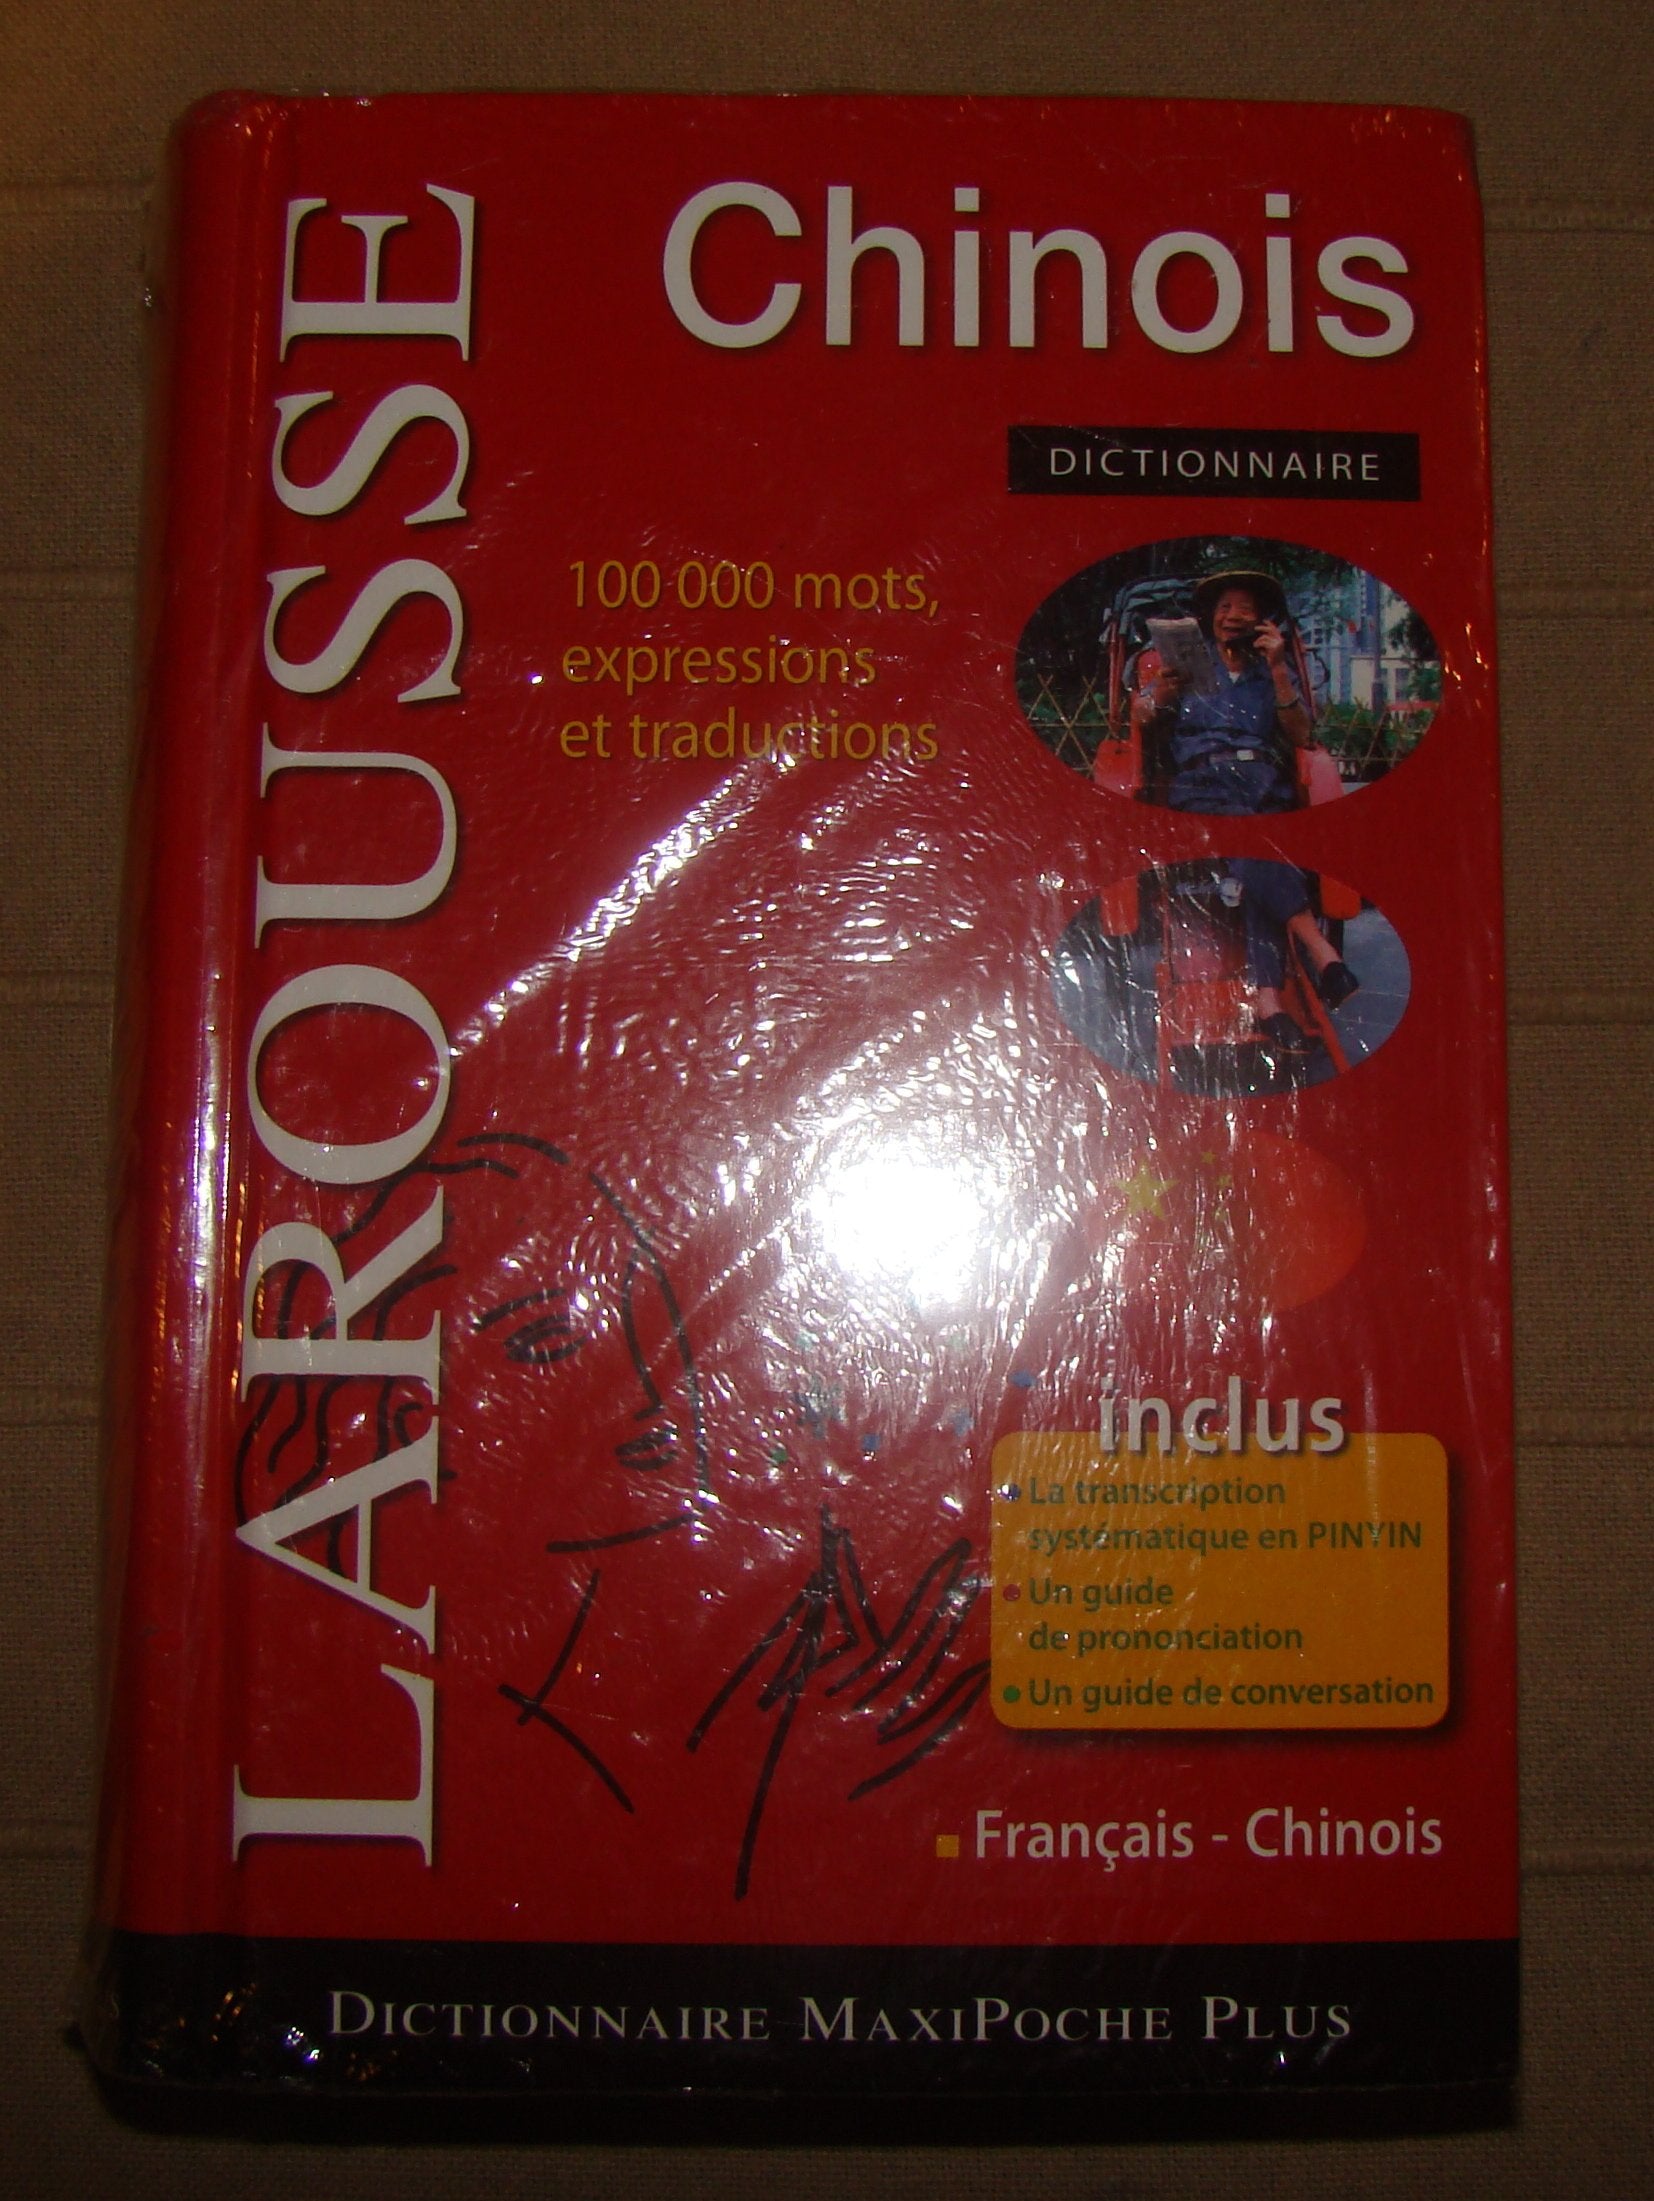 LAROUSSE
Chinois
DICTIONNAIRE
100 000 mots,
expressions
et traductions
inclus
• La transcription
systématique en PINYIN
• Un guide
de prononciation
• Un guide de conversation
Français - Chinois
DICTIONNAIRE MAXIPOCHE PLUS